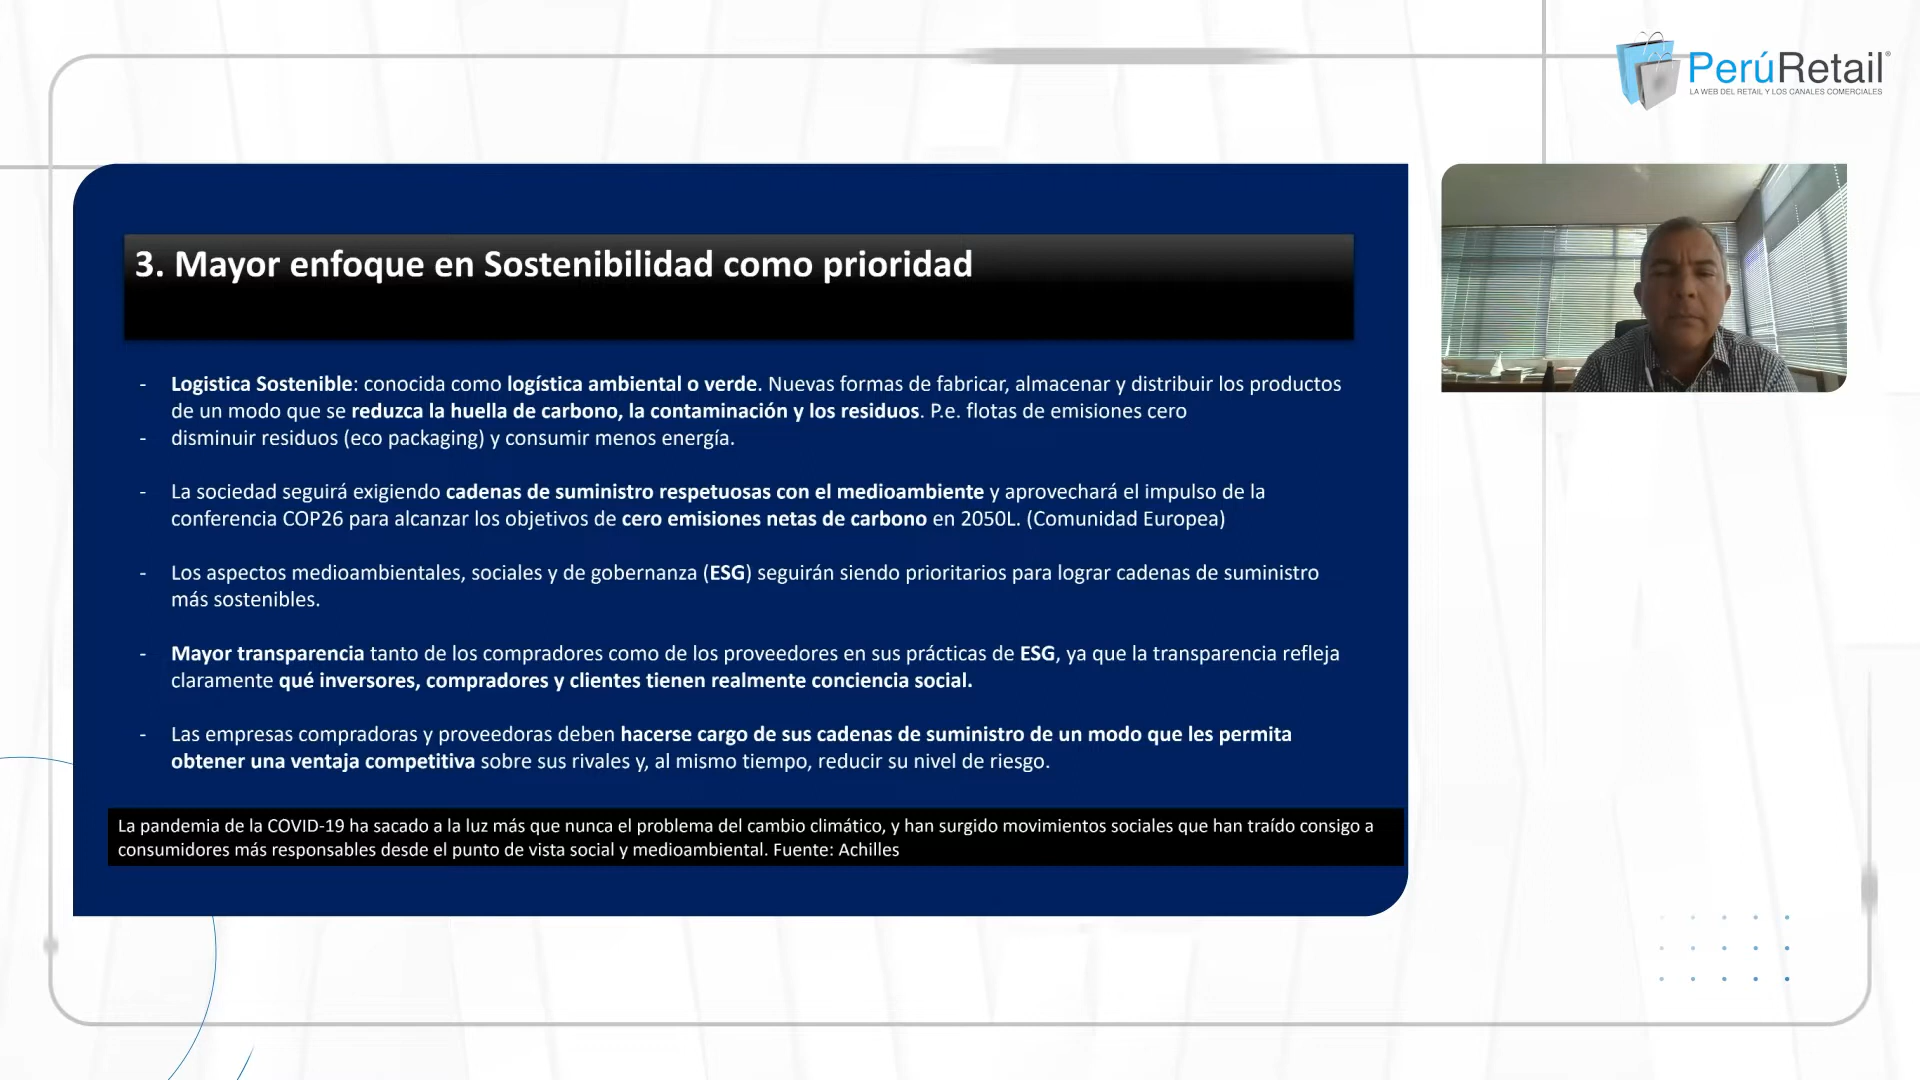 PerúRetail®
LA WEB DEL RETAIL Y LOS CANALES COMERCIALES
3. Mayor enfoque en Sostenibilidad como prioridad
- Logistica Sostenible: conocida como logística ambiental o verde. Nuevas formas de fabricar, almacenar y distribuir los productos
de un modo que se reduzca la huella de carbono, la contaminación y los residuos. P.e. flotas de emisiones cero
- disminuir residuos (eco packaging) y consumir menos energía.
- La sociedad seguirá exigiendo cadenas de suministro respetuosas con el medioambiente y aprovechará el impulso de la
conferencia COP26 para alcanzar los objetivos de cero emisiones netas de carbono en 2050L. (Comunidad Europea)
- Los aspectos medioambientales, sociales y de gobernanza (ESG) seguirán siendo prioritarios para lograr cadenas de suministro
más sostenibles.
- Mayor transparencia tanto de los compradores como de los proveedores en sus prácticas de ESG, ya que la transparencia refleja
claramente qué inversores, compradores y clientes tienen realmente conciencia social.
- Las empresas compradoras y proveedoras deben hacerse cargo de sus cadenas de suministro de un modo que les permita
obtener una ventaja competitiva sobre sus rivales y, al mismo tiempo, reducir su nivel de riesgo.
La pandemia de la COVID-19 ha sacado a la luz más que nunca el problema del cambio climático, y han surgido movimientos sociales que han traído consigo a
consumidores más responsables desde el punto de vista social y medioambiental. Fuente: Achilles